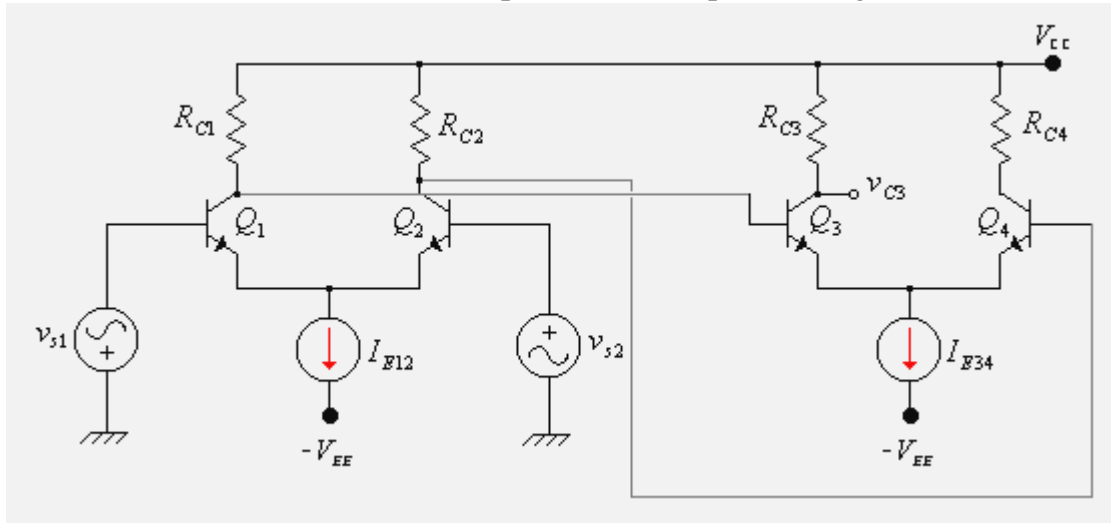 V_CC
R_C1
R_C2
R_C3
R_C4
v_C3
Q_1
Q_2
Q_3
Q_4
v_s1
+
I_E12
+
v_s2
I_E34
-V_EE
-V_EE